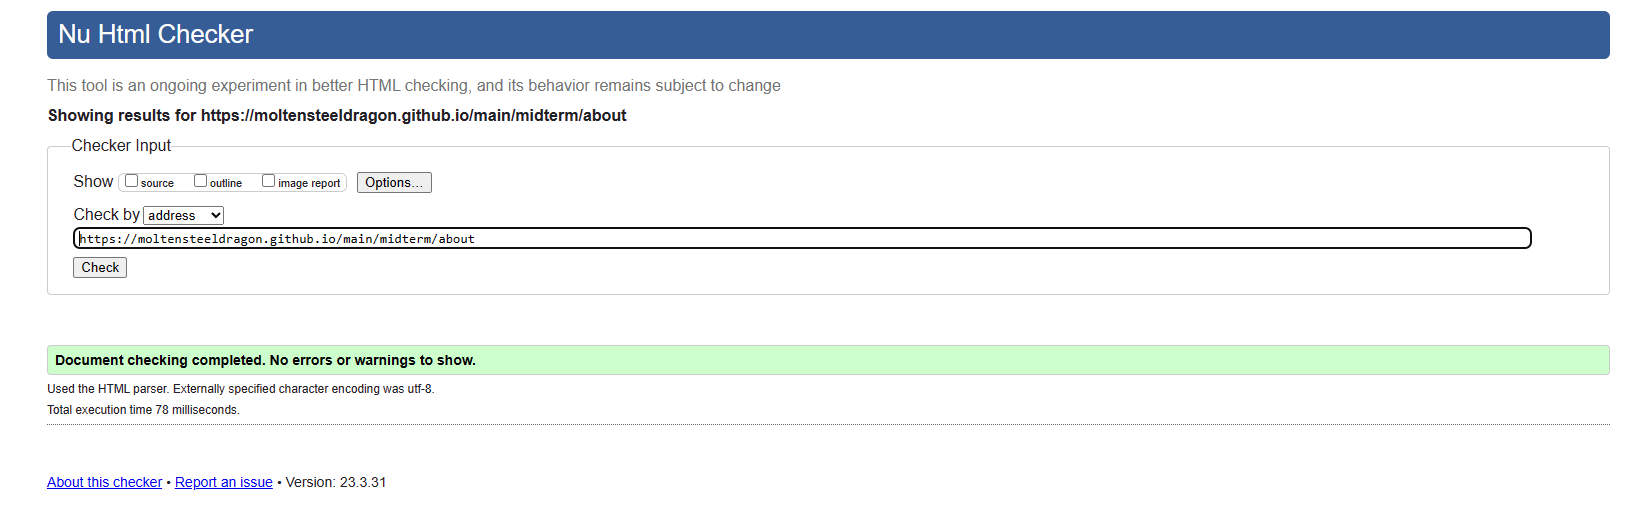 Nu Html Checker
This tool is an ongoing experiment in better HTML checking, and its behavior remains subject to change
Showing results for https://moltensteeldragon.github.io/main/midterm/about
Checker Input
Show source outline image report Options...
Check by address
https://moltensteeldragon.github.io/main/midterm/about
Check
Document checking completed. No errors or warnings to show.
Used the HTML parser. Externally specified character encoding was utf-8.
Total execution time 78 milliseconds.
About this checker • Report an issue • Version: 23.3.31